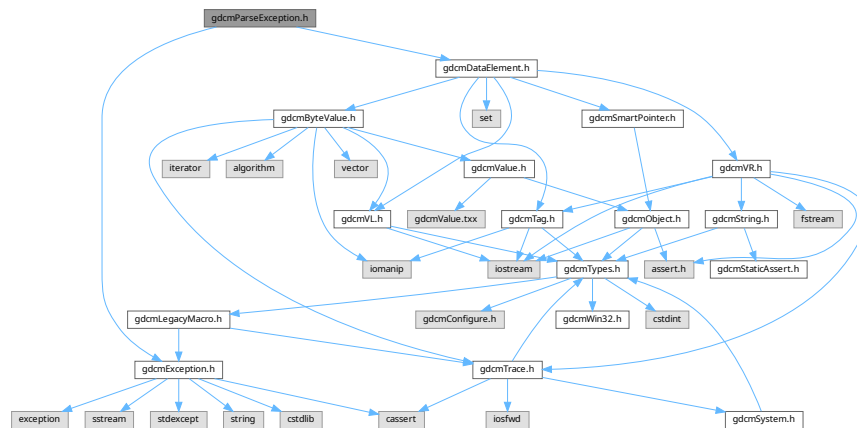 gdcmParseException.h
gdcmDataElement.h
gdcmByteValue.h
set
gdcmSmartPointer.h
iterator
algorithm
vector
gdcmValue.h
gdcmVR.h
gdcmVL.h
gdcmValue.txx
gdcmTag.h
gdcmObject.h
gdcmString.h
fstream
iomanip
iostream
gdcmTypes.h
assert.h
gdcmStaticAssert.h
gdcmLegacyMacro.h
gdcmConfigure.h
gdcmWin32.h
cstdint
gdcmException.h
gdcmTrace.h
exception
sstream
stdexcept
string
cstdlib
cassert
iosfwd
gdcmSystem.h